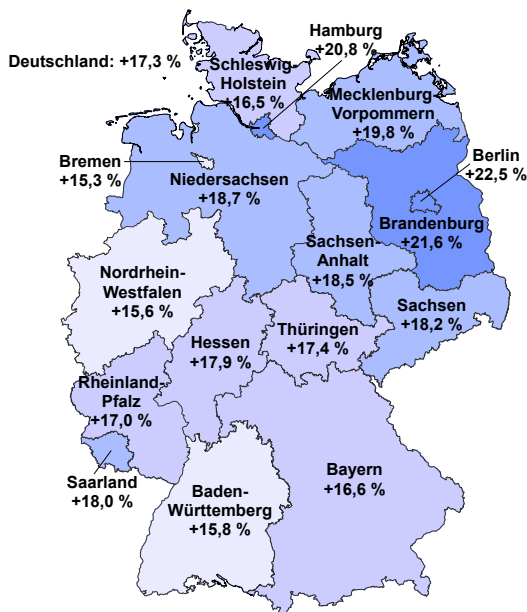 Hamburg
+20,8 %
Deutschland: +17,3 %
Schleswig-
Holstein
+16,5 %
Mecklenburg-
Vorpommern
+19,8 %
Bremen
+15,3 %
Niedersachsen
+18,7 %
Berlin
+22,5 %
Brandenburg
+21,6 %
Sachsen-
Anhalt
+18,5 %
Nordrhein-
Westfalen
+15,6 %
Sachsen
+18,2 %
Hessen
+17,9 %
Thüringen
+17,4 %
Rheinland-
Pfalz
+17,0 %
Saarland
+18,0 %
Baden-
Württemberg
+15,8 %
Bayern
+16,6 %